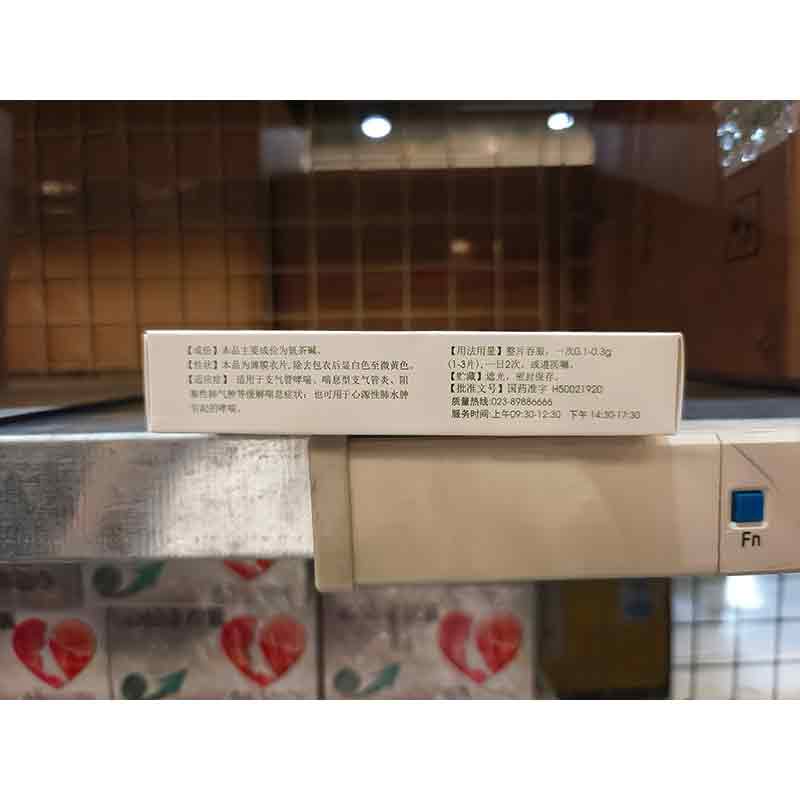 【成份】本品主要成份为氨茶碱。
【性状】本品为薄膜衣片，除去包衣后显白色至微黄色。
【适应症】 适用于支气管哮喘、喘息型支气管炎、阻
塞性肺气肿等缓解喘息症状；也可用于心源性肺水肿
引起的哮喘。
【用法用量】整片吞服，一次0.1-0.3g
(1-3片)，一日2次，或遵医嘱。
【贮藏】遮光，密封保存。
【批准文号】国药准字 H50021920
质量热线:023-89886666
服务时间:上午09:30-12:30 下午14:30-17:30
Fn